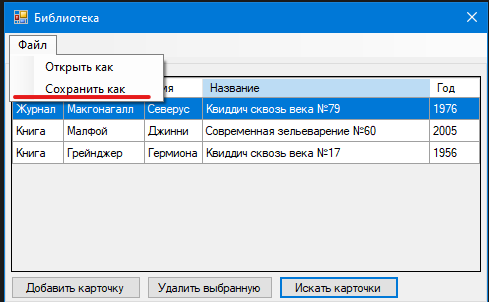 Библиотека
Файл
Открыть как
Сохранить как
Название Год
Журнал Макгонагалл Северус Квиддич сквозь века №79 1976
Книга Малфой Джинни Современная зельеварение №60 2005
Книга Грейнджер Гермиона Квиддич сквозь века №17 1956
Добавить карточку Удалить выбранную Искать карточки